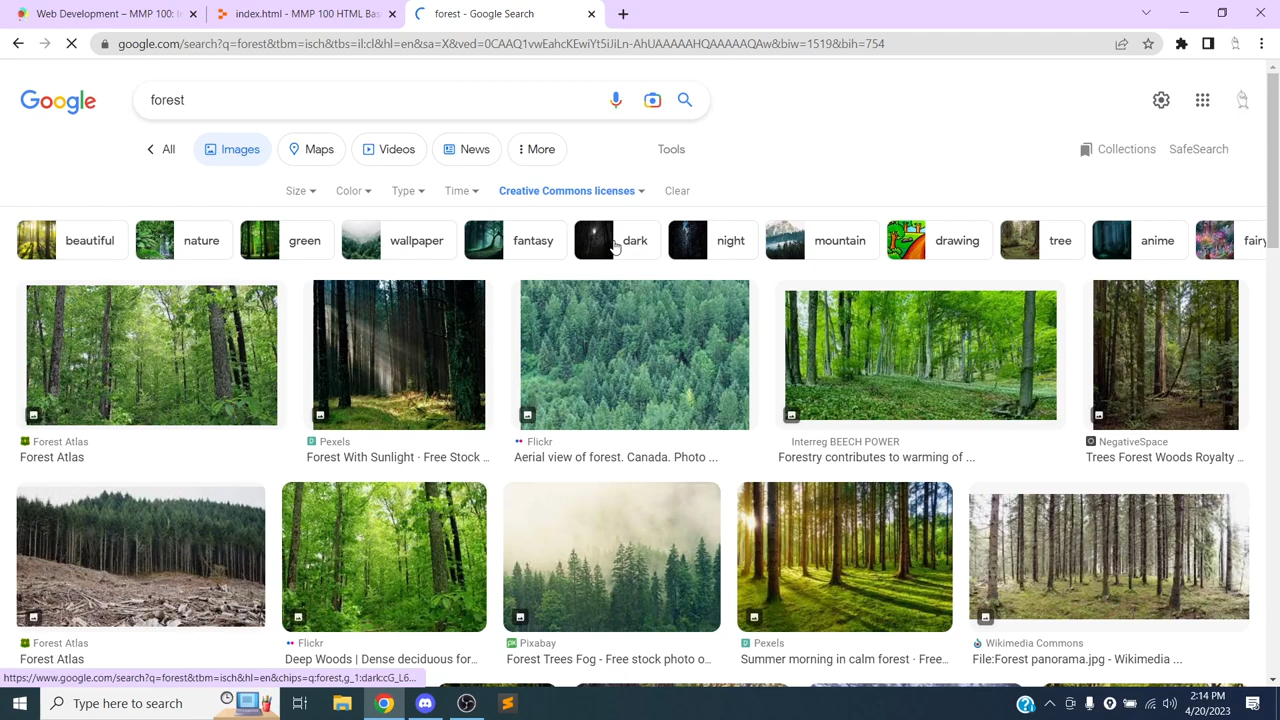 Web Development – MMP 100: I
index.html - MMP 100 HTML Bas
forest - Google Search
google.com/search?q=forest&tbm=isch&tbs=il:cl&hl=en&sa=X&ved=0CAAQ1vwEahcKEwiYt5iJiLn-AhUAAAAAHQAAAAAQAw&biw=1519&bih=754
Google
forest
All
Images
Maps
Videos
News
More
Tools
Collections
SafeSearch
Size
Color
Type
Time
Creative Commons licenses
Clear
beautiful
nature
green
wallpaper
fantasy
dark
night
mountain
drawing
tree
anime
fairy
Forest Atlas
Forest Atlas
Pexels
Forest With Sunlight · Free Stock ...
Flickr
Aerial view of forest. Canada. Photo ...
Interreg BEECH POWER
Forestry contributes to warming of ...
NegativeSpace
Trees Forest Woods Royalty ...
Forest Atlas
Forest Atlas
Flickr
Deep Woods | Dense deciduous for...
Pixabay
Forest Trees Fog - Free stock photo o...
Pexels
Summer morning in calm forest · Free...
Wikimedia Commons
File:Forest panorama.jpg - Wikimedia ...
https://www.google.com/search?q=forest&tbm=isch&hl=en&chips=q:forest,g_1:dark:cG_L6...
Type here to search
2:14 PM
4/20/2023